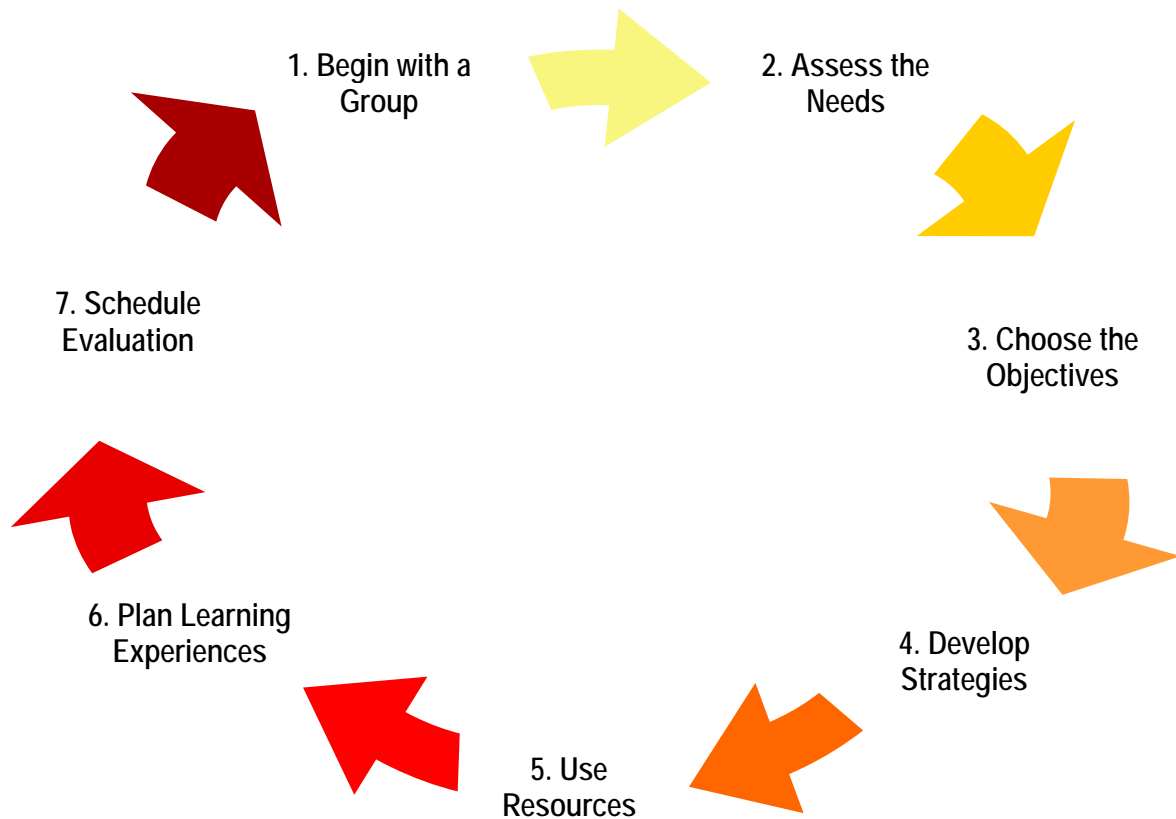 1. Begin with a
Group
2. Assess the
Needs
3. Choose the
Objectives
4. Develop
Strategies
5. Use
Resources
6. Plan Learning
Experiences
7. Schedule
Evaluation